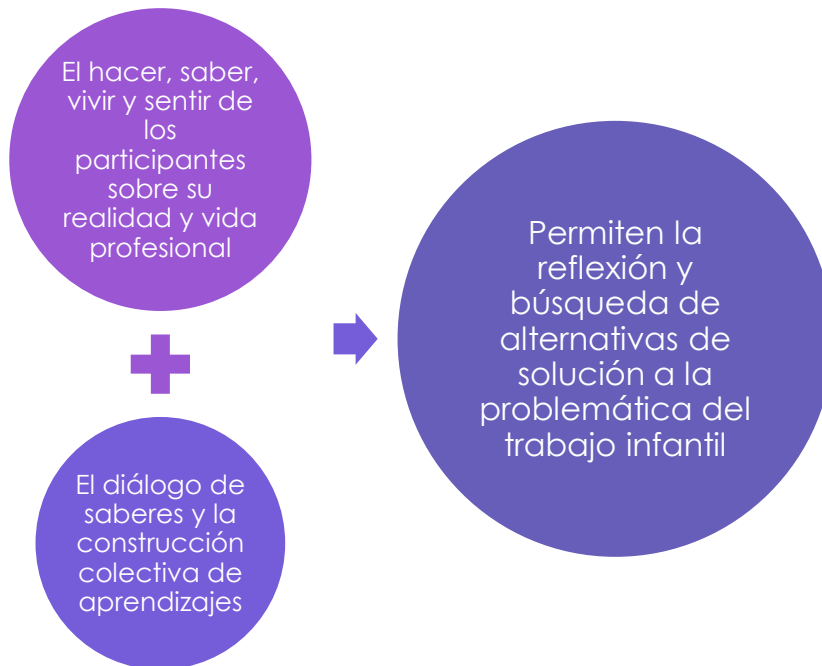 El hacer, saber,
vivir y sentir de
los
participantes
sobre su
realidad y vida
profesional
El diálogo de
saberes y la
construcción
colectiva de
aprendizajes
Permiten la
reflexión y
búsqueda de
alternativas de
solución a la
problemática del
trabajo infantil